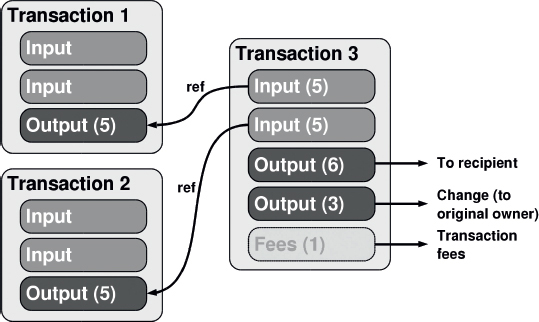 Transaction 1
Input
Input
Output (5)
ref
Transaction 2
Input
Input
Output (5)
ref
Transaction 3
Input (5)
Input (5)
Output (6)
Output (3)
Fees (1)
To recipient
Change (to
original owner)
Transaction
fees